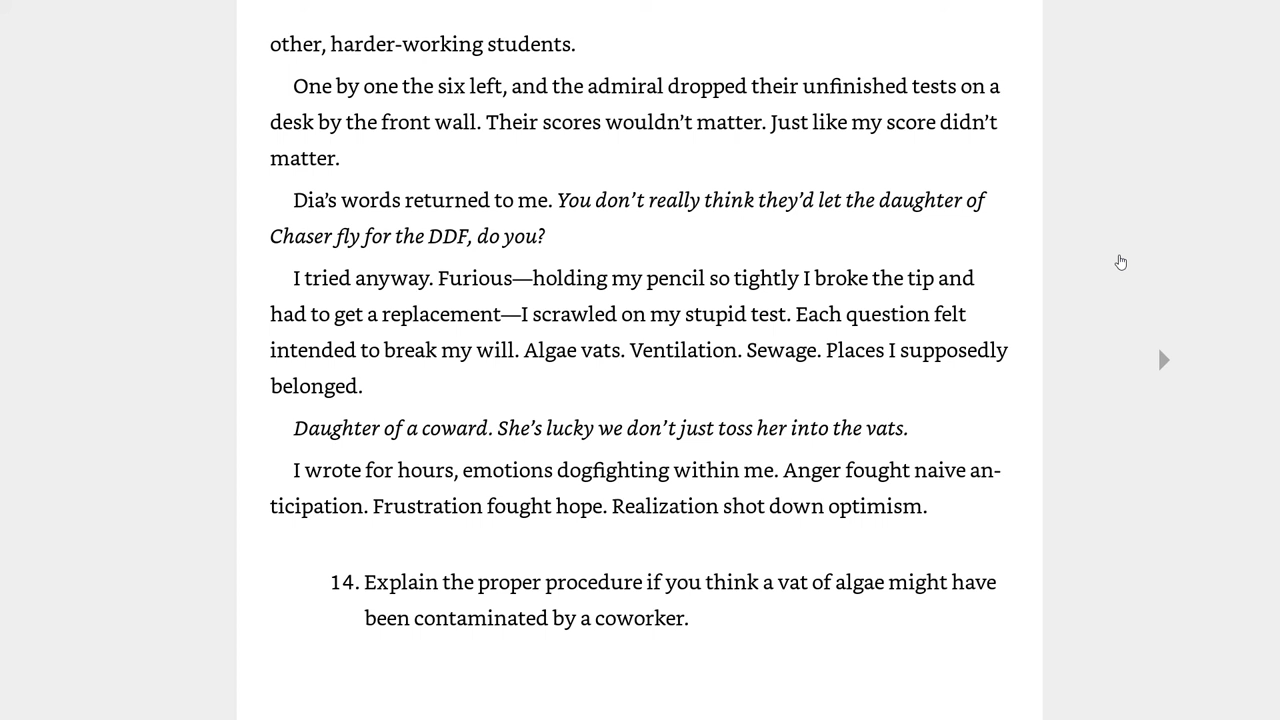 other, harder-working students.
One by one the six left, and the admiral dropped their unfinished tests on a
desk by the front wall. Their scores wouldn’t matter. Just like my score didn’t
matter.
Dia’s words returned to me. You don’t really think they’d let the daughter of
Chaser fly for the DDF, do you?
I tried anyway. Furious—holding my pencil so tightly I broke the tip and
had to get a replacement—I scrawled on my stupid test. Each question felt
intended to break my will. Algae vats. Ventilation. Sewage. Places I supposedly
belonged.
Daughter of a coward. She’s lucky we don’t just toss her into the vats.
I wrote for hours, emotions dogfighting within me. Anger fought naive an-
ticipation. Frustration fought hope. Realization shot down optimism.
14. Explain the proper procedure if you think a vat of algae might have
been contaminated by a coworker.